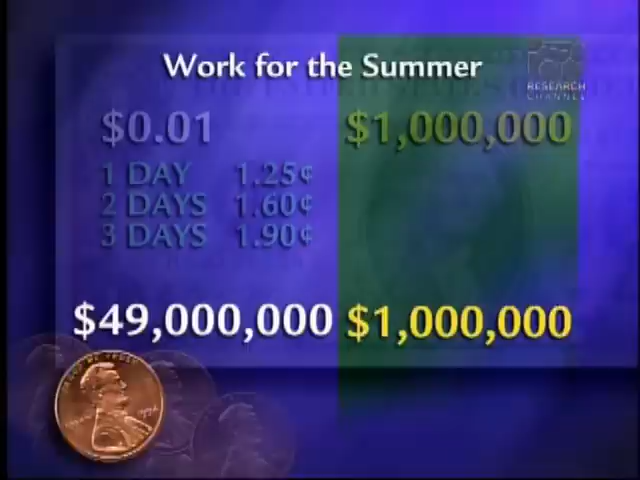 Work for the Summer
RESEARCH
CHANNEL
$0.01 $1,000,000
1 DAY 1.25¢
2 DAYS 1.60¢
3 DAYS 1.90¢
$49,000,000 $1,000,000